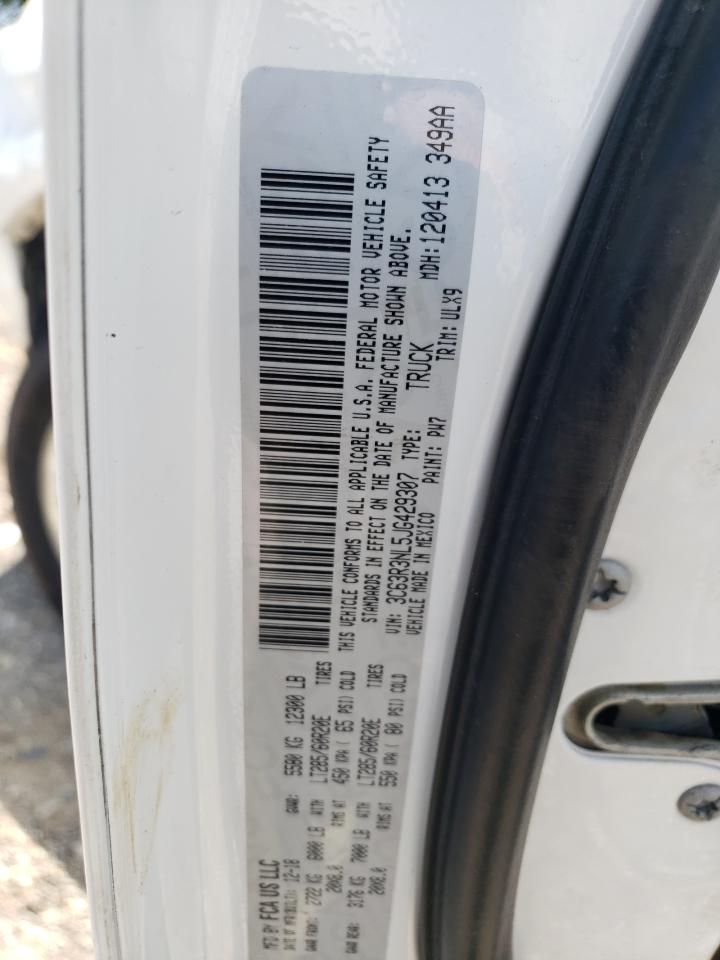 MFD BY FCA US LLC
DATE OF MFR(BUILT): 12-18 GVWR: 5580 KG 12300 LB
GAWR FRONT: 2722 KG 6000 LB WITH LT285/60R20E TIRES
20X8.0 RIMS AT 450 KPA ( 65 PSI) COLD
GAWR REAR: 3176 KG 7000 LB WITH LT285/60R20E TIRES
20X8.0 RIMS AT 550 KPA ( 80 PSI) COLD
THIS VEHICLE CONFORMS TO ALL APPLICABLE U.S.A. FEDERAL MOTOR VEHICLE SAFETY
STANDARDS IN EFFECT ON THE DATE OF MANUFACTURE SHOWN ABOVE.
VIN: 3C63R3NL5JG429307 TYPE: TRUCK MDH:120413 349AA
VEHICLE MADE IN MEXICO PAINT: PW7 TRIM: ULX9